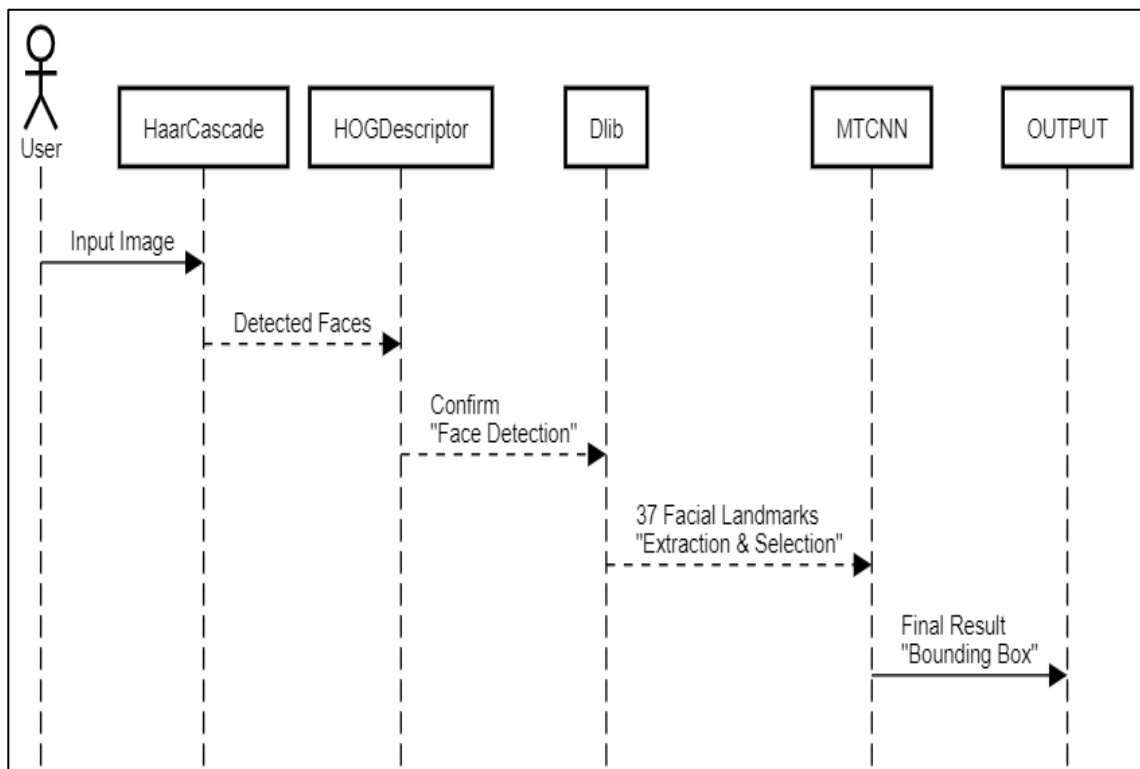 User
HaarCascade
HOGDescriptor
Dlib
MTCNN
OUTPUT
Input Image
Detected Faces
Confirm
"Face Detection"
37 Facial Landmarks
"Extraction & Selection"
Final Result
"Bounding Box"